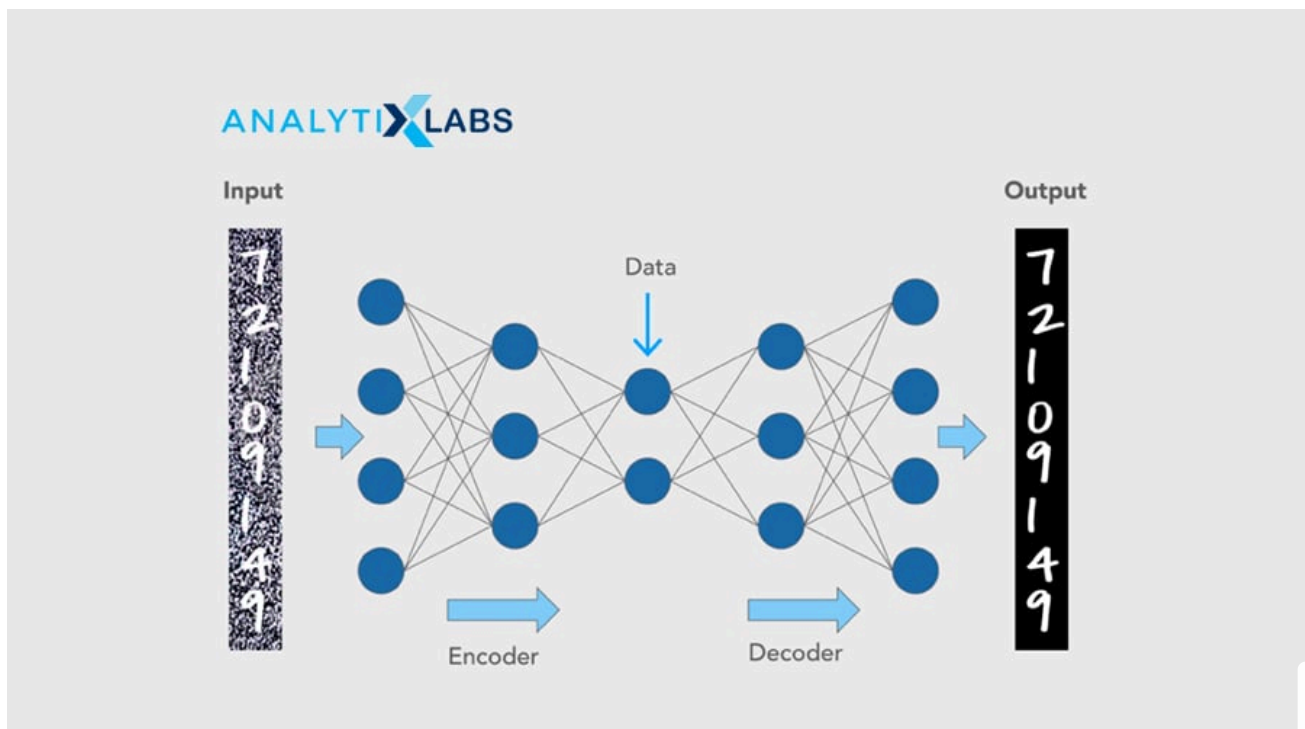 ANALYTIXLABS
Input
Output
Data
7
2
1
0
9
1
4
9
7
2
1
0
9
1
4
9
Encoder
Decoder